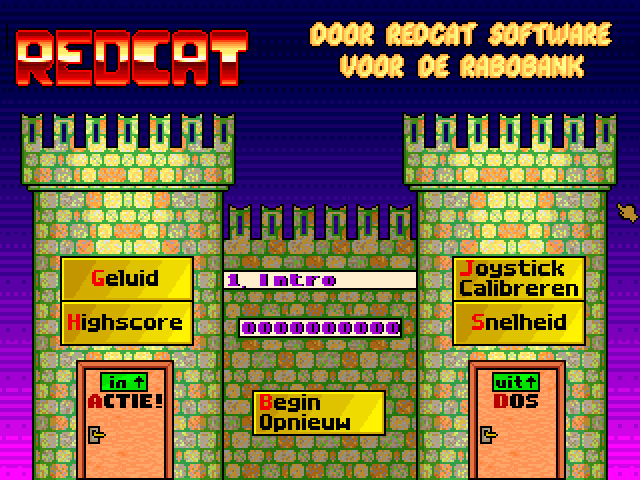 REDCAT
DOOR REDCAT SOFTWARE
VOOR DE RABOBANK
Geluid
Highscore
1. Intro
0000000000
Joystick
Calibreren
Snelheid
in ↑
ACTIE!
Begin
Opnieuw
uit ↑
DOS